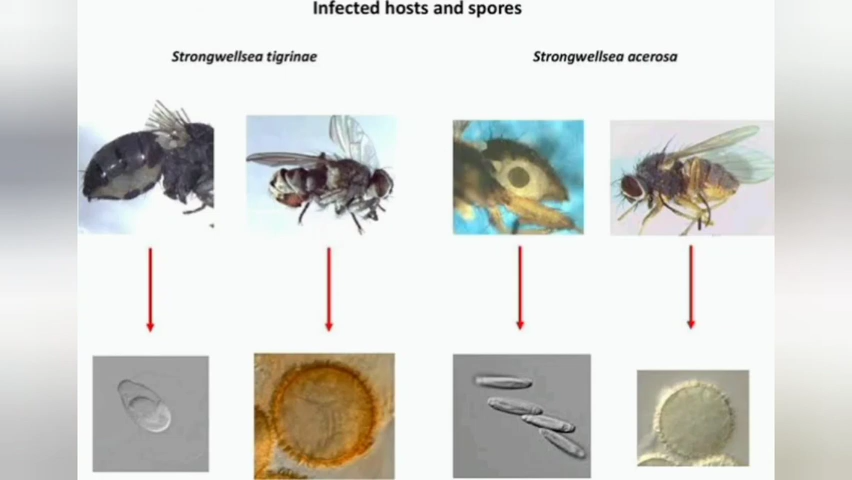 Infected hosts and spores
Strongwellsea tigrinae
Strongwellsea acerosa